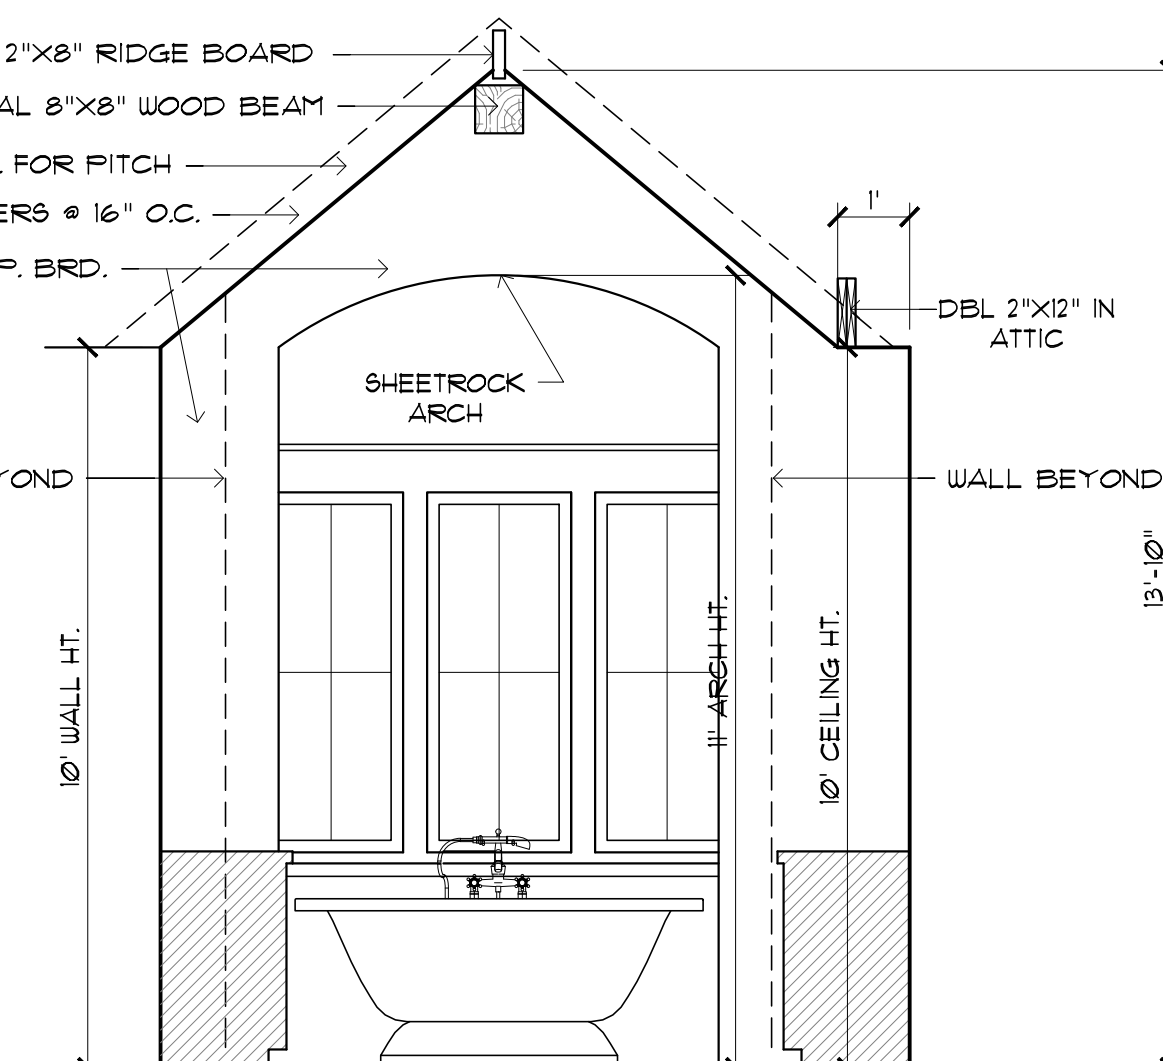 2"X8" RIDGE BOARD
AL 8"X8" WOOD BEAM
FOR PITCH
ERS @ 16" O.C.
P. BRD.
1'
DBL 2"X12" IN
ATTIC
SHEETROCK
ARCH
YOND
WALL BEYOND
13'-10"
10' WALL HT.
11' ARCH HT.
10' CEILING HT.